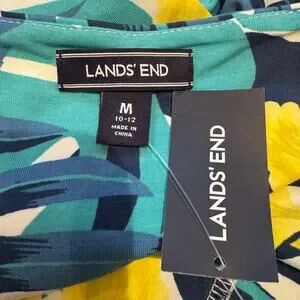 LANDS' END
M
10-12
MADE IN
CHINA
LANDS' END